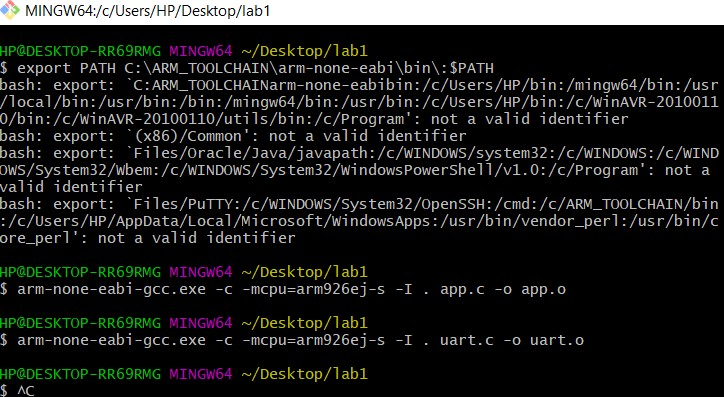 MINGW64:/c/Users/HP/Desktop/lab1
HP@DESKTOP-RR69RMG MINGW64 ~/Desktop/lab1
$ export PATH C:\ARM_TOOLCHAIN\arm-none-eabi\bin\:$PATH
bash: export: `C:ARM_TOOLCHAINarm-none-eabibin:/c/Users/HP/bin:/mingw64/bin:/usr
/local/bin:/usr/bin:/bin:/mingw64/bin:/usr/bin:/c/Users/HP/bin:/c/WinAVR-2010011
0/bin:/c/WinAVR-20100110/utils/bin:/c/Program': not a valid identifier
bash: export: `(x86)/Common': not a valid identifier
bash: export: `Files/Oracle/Java/javapath:/c/WINDOWS/system32:/c/WINDOWS:/c/WIND
OWS/System32/Wbem:/c/WINDOWS/System32/WindowsPowerShell/v1.0:/c/Program': not a
valid identifier
bash: export: `Files/PuTTY:/c/WINDOWS/System32/OpenSSH:/cmd:/c/ARM_TOOLCHAIN/bin
:/c/Users/HP/AppData/Local/Microsoft/WindowsApps:/usr/bin/vendor_perl:/usr/bin/c
ore_perl': not a valid identifier
HP@DESKTOP-RR69RMG MINGW64 ~/Desktop/lab1
$ arm-none-eabi-gcc.exe -c -mcpu=arm926ej-s -I . app.c -o app.o
HP@DESKTOP-RR69RMG MINGW64 ~/Desktop/lab1
$ arm-none-eabi-gcc.exe -c -mcpu=arm926ej-s -I . uart.c -o uart.o
HP@DESKTOP-RR69RMG MINGW64 ~/Desktop/lab1
$ ^C